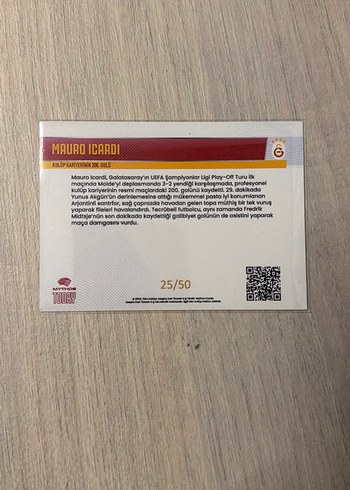 MAURO ICARDI
KULÜP KARİYERİNİN 200. GOLÜ
Mauro Icardi, Galatasaray'ın UEFA Şampiyonlar Ligi Play-Off Turu ilk
maçında Molde'yi deplasmanda 3-2 yendiği karşılaşmada, profesyonel
kulüp kariyerinin resmi maçlardaki 200. golünü kaydetti. 29. dakikada
Yunus Akgün'ün derinlemesine attığı mükemmel pasta iyi konumlanan
Arjantinli santrfor, sağ çaprazda havadan gelen topa müthiş bir tek vuruş
yaparak fileleri havalandırdı. Tecrübeli futbolcu, aynı zamanda Fredrik
Midtsjø'nun son dakikada kaydettiği galibiyet golünün de asistini yaparak
maça damgasını vurdu.
MYTHOS
TODAY
25/50